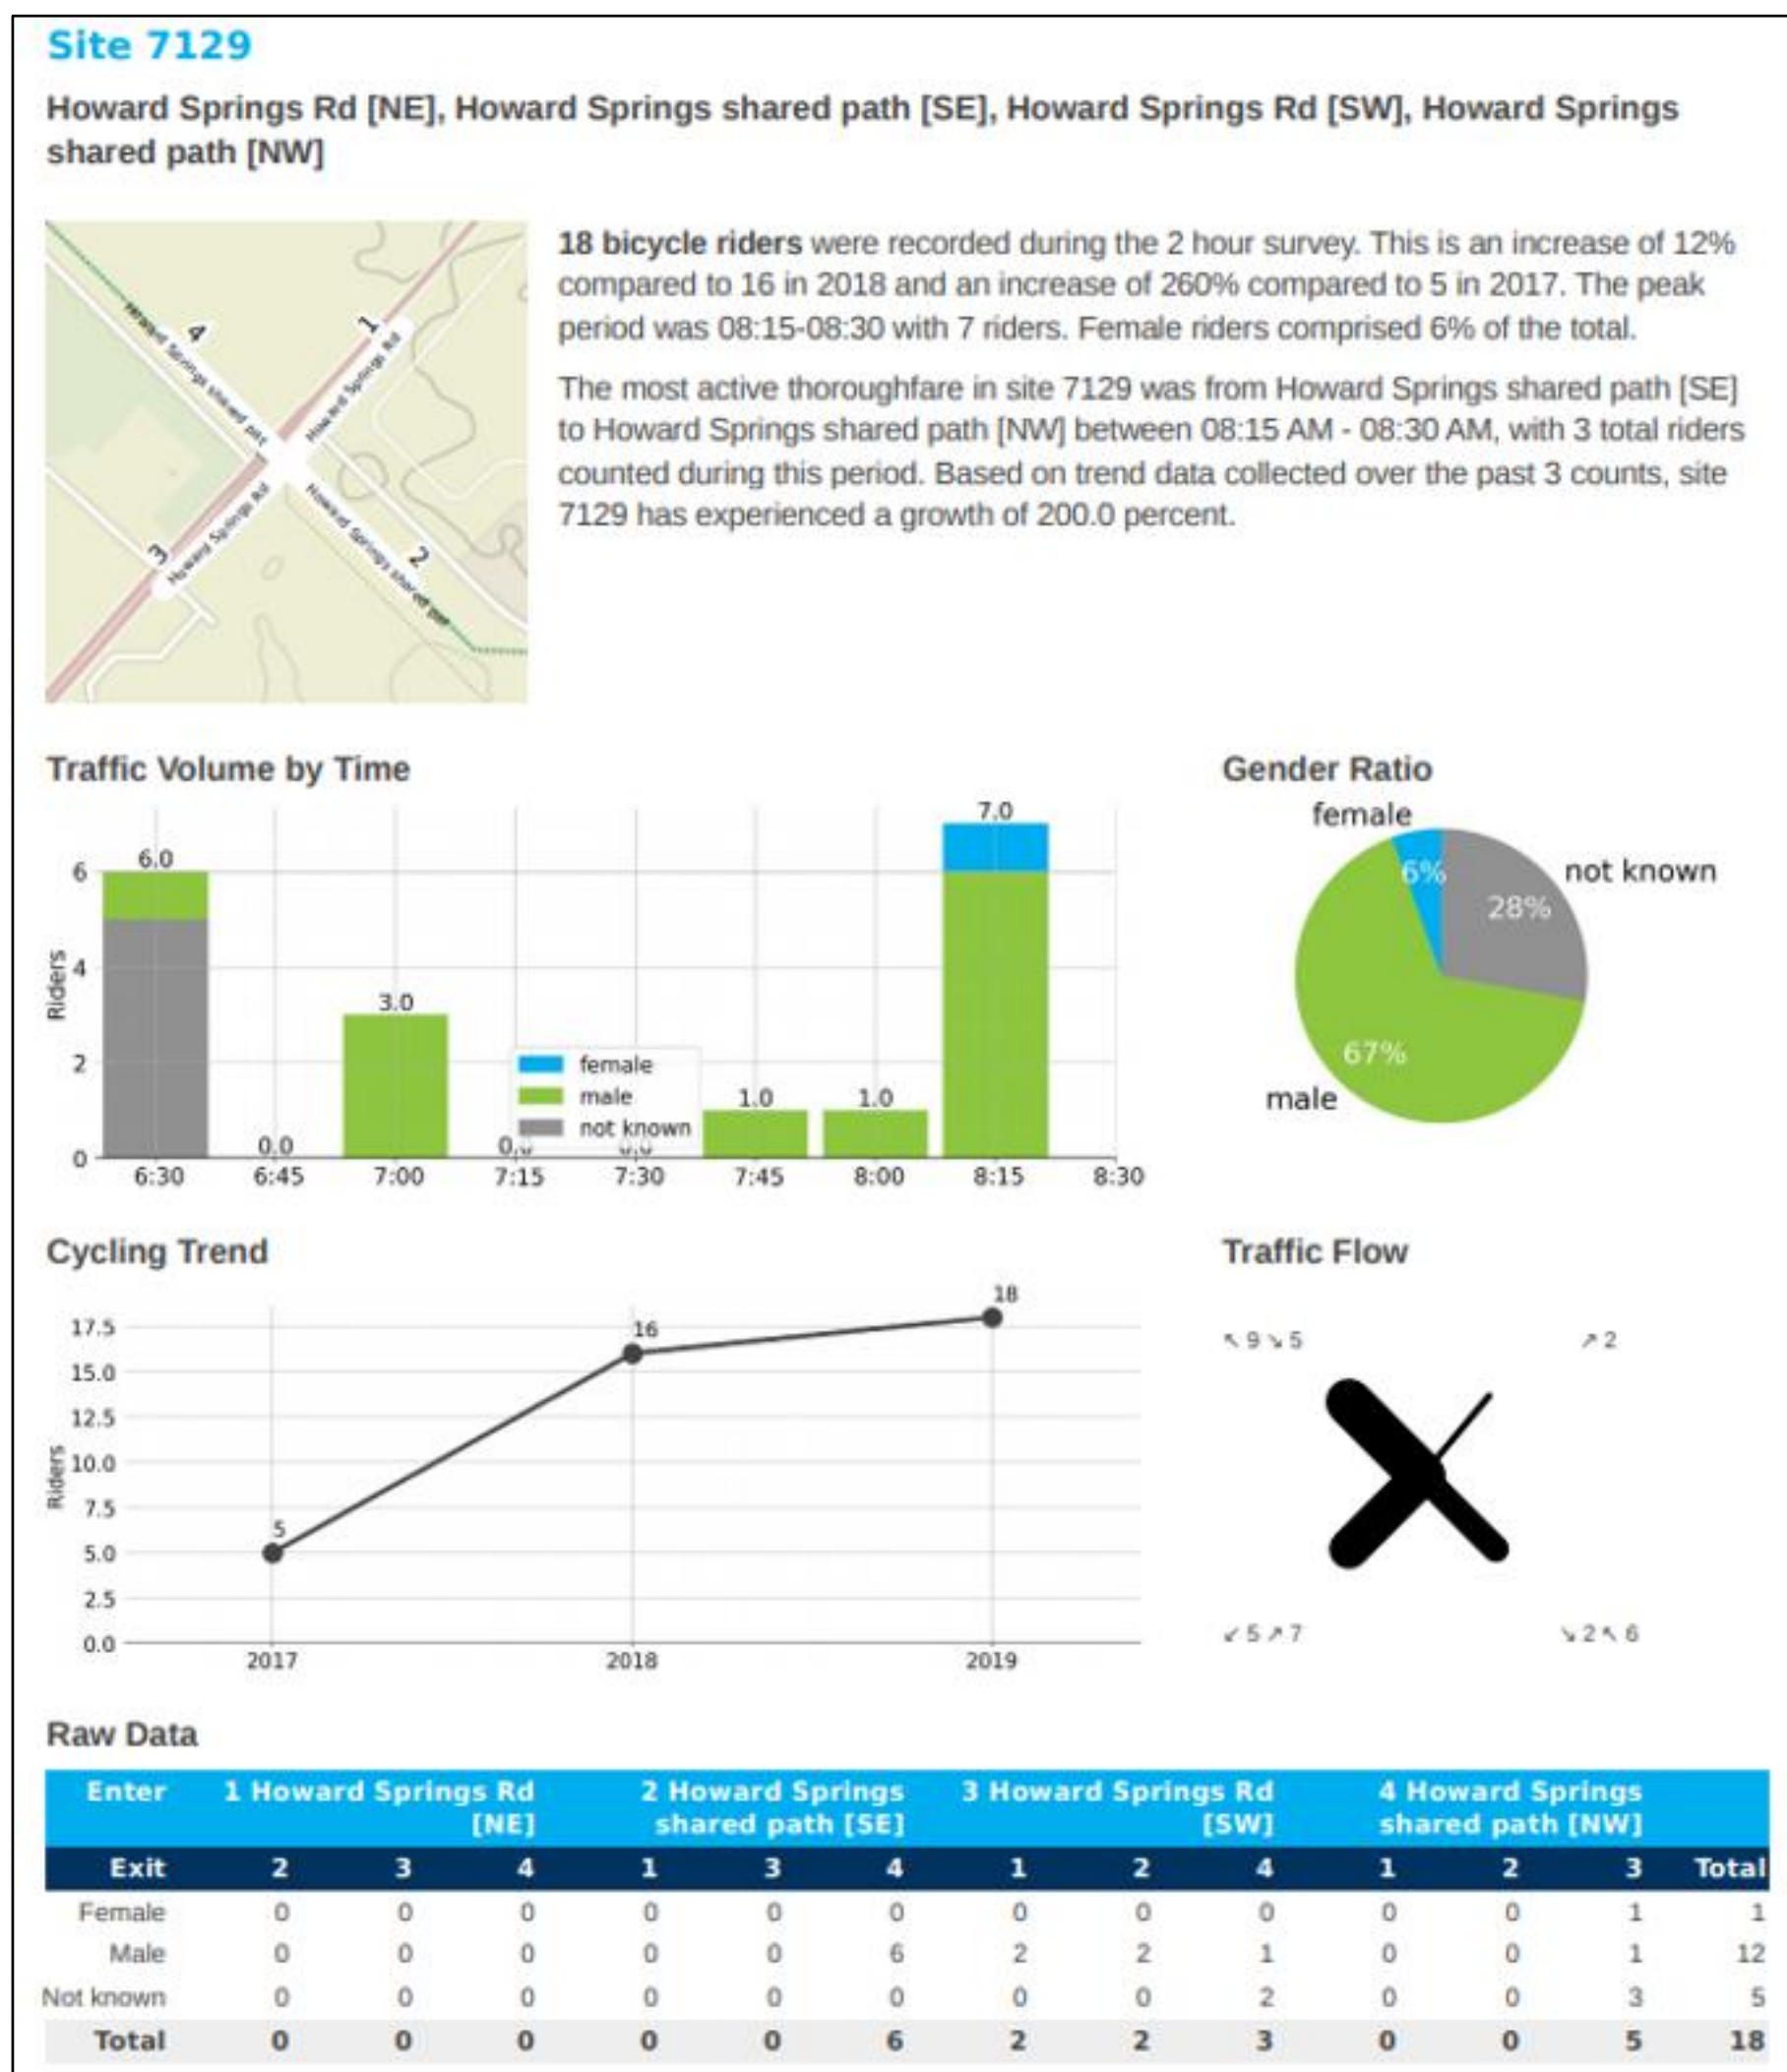 Site 7129
Howard Springs Rd [NE], Howard Springs shared path [SE], Howard Springs Rd [SW], Howard Springs
shared path [NW]
4
1
Howard Springs shared
Howard Springs Rd
3
Howard Springs Rd
2
Howard Springs shared
18 bicycle riders were recorded during the 2 hour survey. This is an increase of 12%
compared to 16 in 2018 and an increase of 260% compared to 5 in 2017. The peak
period was 08:15-08:30 with 7 riders. Female riders comprised 6% of the total.
The most active thoroughfare in site 7129 was from Howard Springs shared path [SE]
to Howard Springs shared path [NW] between 08:15 AM - 08:30 AM, with 3 total riders
counted during this period. Based on trend data collected over the past 3 counts, site
7129 has experienced a growth of 200.0 percent.
Traffic Volume by Time
7.0
6.0
6
4
3.0
2
1.0 1.0
0.0 0.0 0.0
0
Riders
female
male
not known
6:30 6:45 7:00 7:15 7:30 7:45 8:00 8:15 8:30
Gender Ratio
female
6%
not known
28%
67%
male
Cycling Trend
18
17.5
16
15.0
12.5
10.0
7.5
5
5.0
2.5
0.0
Riders
2017 2018 2019
Traffic Flow
↖ 9 ↘ 5 ↗ 2
↙ 5 ↗ 7 ↘ 2 ↖ 6
Raw Data
Enter 1 Howard Springs Rd [NE] 2 Howard Springs shared path [SE] 3 Howard Springs Rd [SW] 4 Howard Springs shared path [NW]
Exit 2 3 4 1 3 4 1 2 4 1 2 3 Total
Female 0 0 0 0 0 0 0 0 0 0 0 1 1
Male 0 0 0 0 0 6 2 2 1 0 0 1 12
Not known 0 0 0 0 0 0 0 0 2 0 0 3 5
Total 0 0 0 0 0 6 2 2 3 0 0 5 18